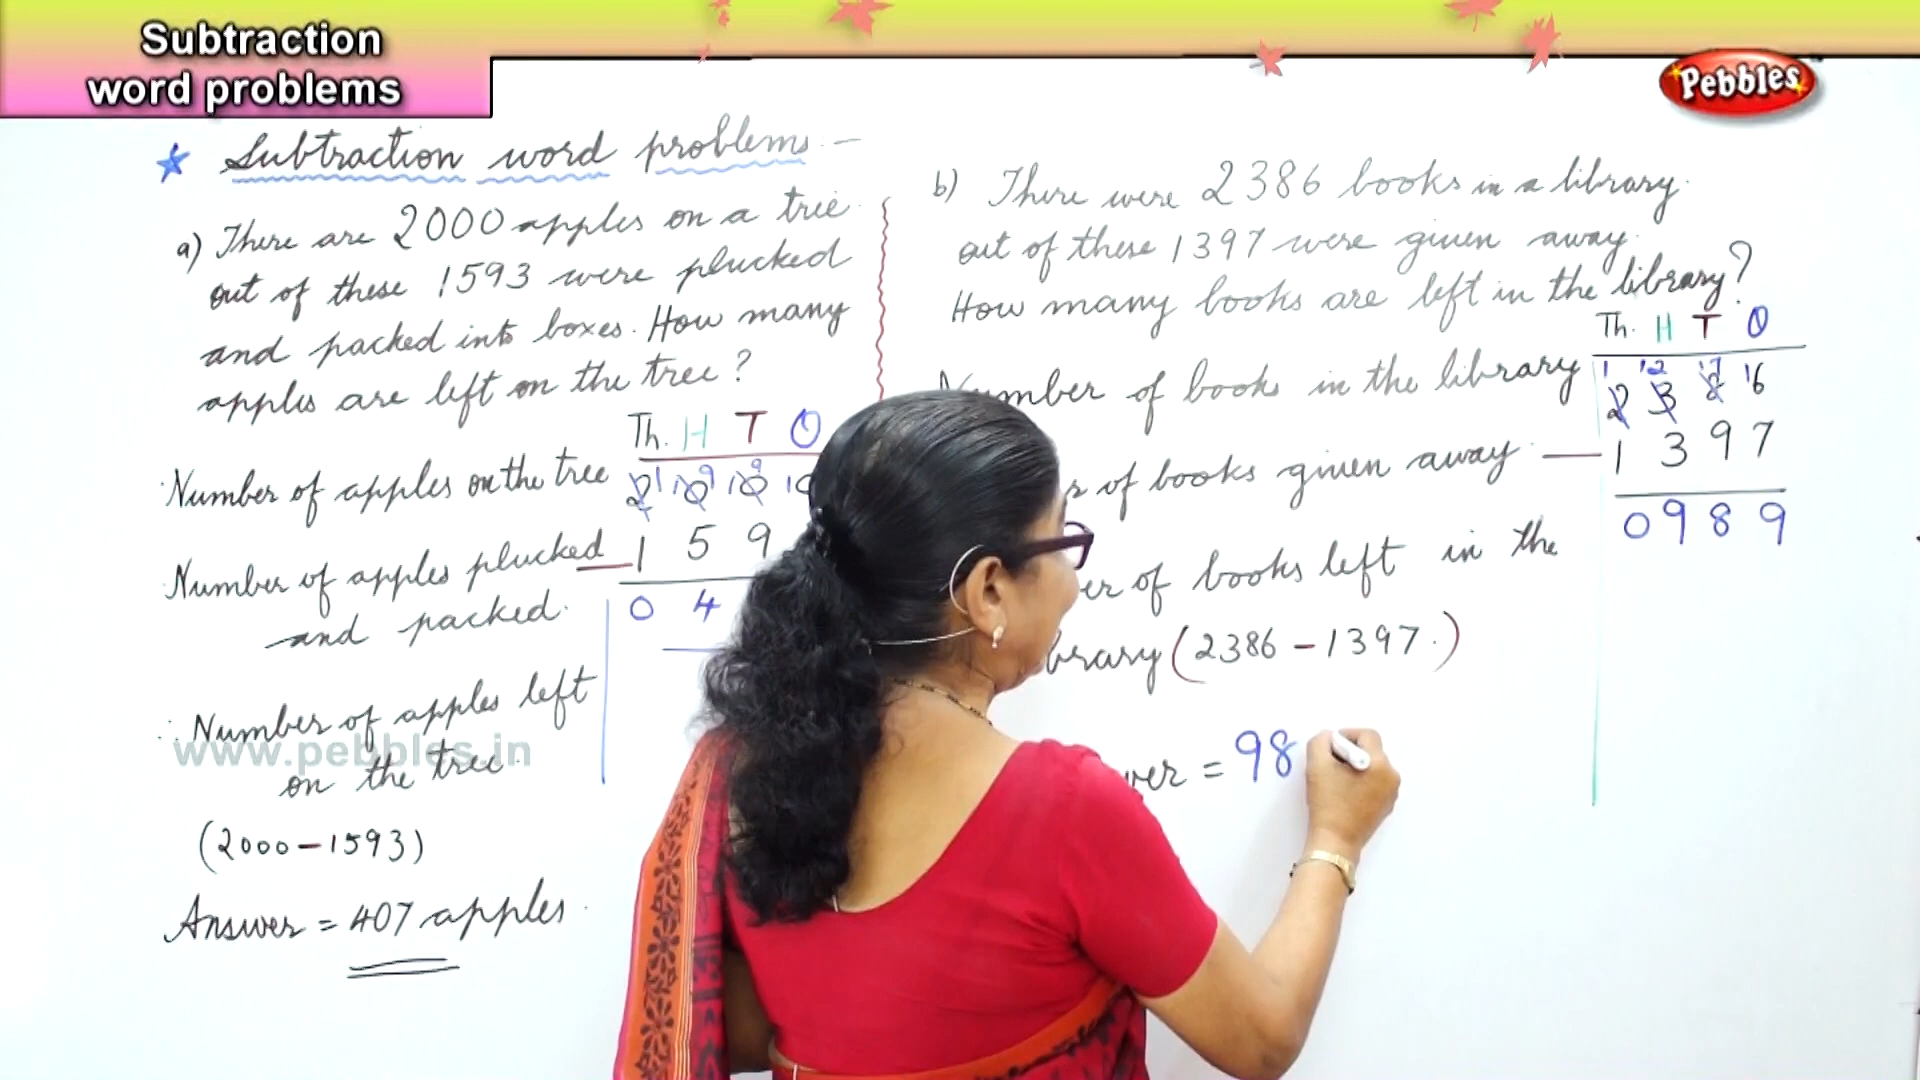 Subtraction
word problems
Pebbles
★ Subtraction word problems :-
a) There are 2000 apples on a tree.
out of these 1593 were plucked
and packed into boxes. How many
apples are left on the tree?
Th. H T O
Number of apples on the tree
Number of apples plucked — 1 5 9
and packed.
0 4
∴ Number of apples left
on the tree.
(2000 – 1593)
Answer = 407 apples.
www.pebbles.in
b) There were 2386 books in a library.
out of these 1397 were given away.
How many books are left in the library?
Th. H T O
1 12 17 16
Number of books in the library 2 3 8
of books given away — 1 3 9 7
0 9 8 9
of books left in the
(2386 – 1397.)
= 98